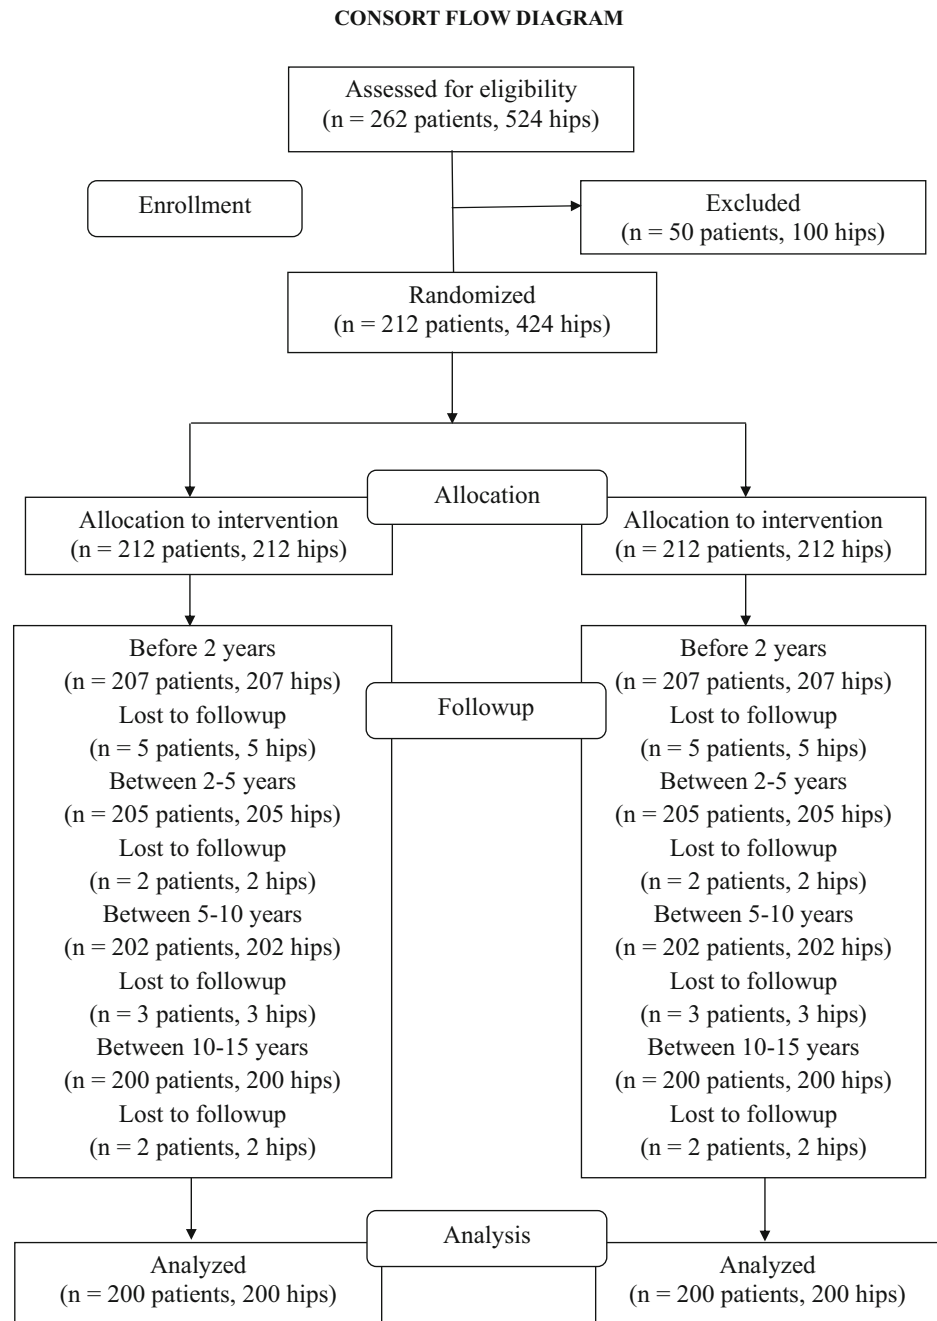 CONSORT FLOW DIAGRAM
Assessed for eligibility
(n = 262 patients, 524 hips)
Enrollment
Excluded
(n = 50 patients, 100 hips)
Randomized
(n = 212 patients, 424 hips)
Allocation
Allocation to intervention
(n = 212 patients, 212 hips)
Allocation to intervention
(n = 212 patients, 212 hips)
Followup
Before 2 years
(n = 207 patients, 207 hips)
Lost to followup
(n = 5 patients, 5 hips)
Between 2-5 years
(n = 205 patients, 205 hips)
Lost to followup
(n = 2 patients, 2 hips)
Between 5-10 years
(n = 202 patients, 202 hips)
Lost to followup
(n = 3 patients, 3 hips)
Between 10-15 years
(n = 200 patients, 200 hips)
Lost to followup
(n = 2 patients, 2 hips)
Before 2 years
(n = 207 patients, 207 hips)
Lost to followup
(n = 5 patients, 5 hips)
Between 2-5 years
(n = 205 patients, 205 hips)
Lost to followup
(n = 2 patients, 2 hips)
Between 5-10 years
(n = 202 patients, 202 hips)
Lost to followup
(n = 3 patients, 3 hips)
Between 10-15 years
(n = 200 patients, 200 hips)
Lost to followup
(n = 2 patients, 2 hips)
Analysis
Analyzed
(n = 200 patients, 200 hips)
Analyzed
(n = 200 patients, 200 hips)